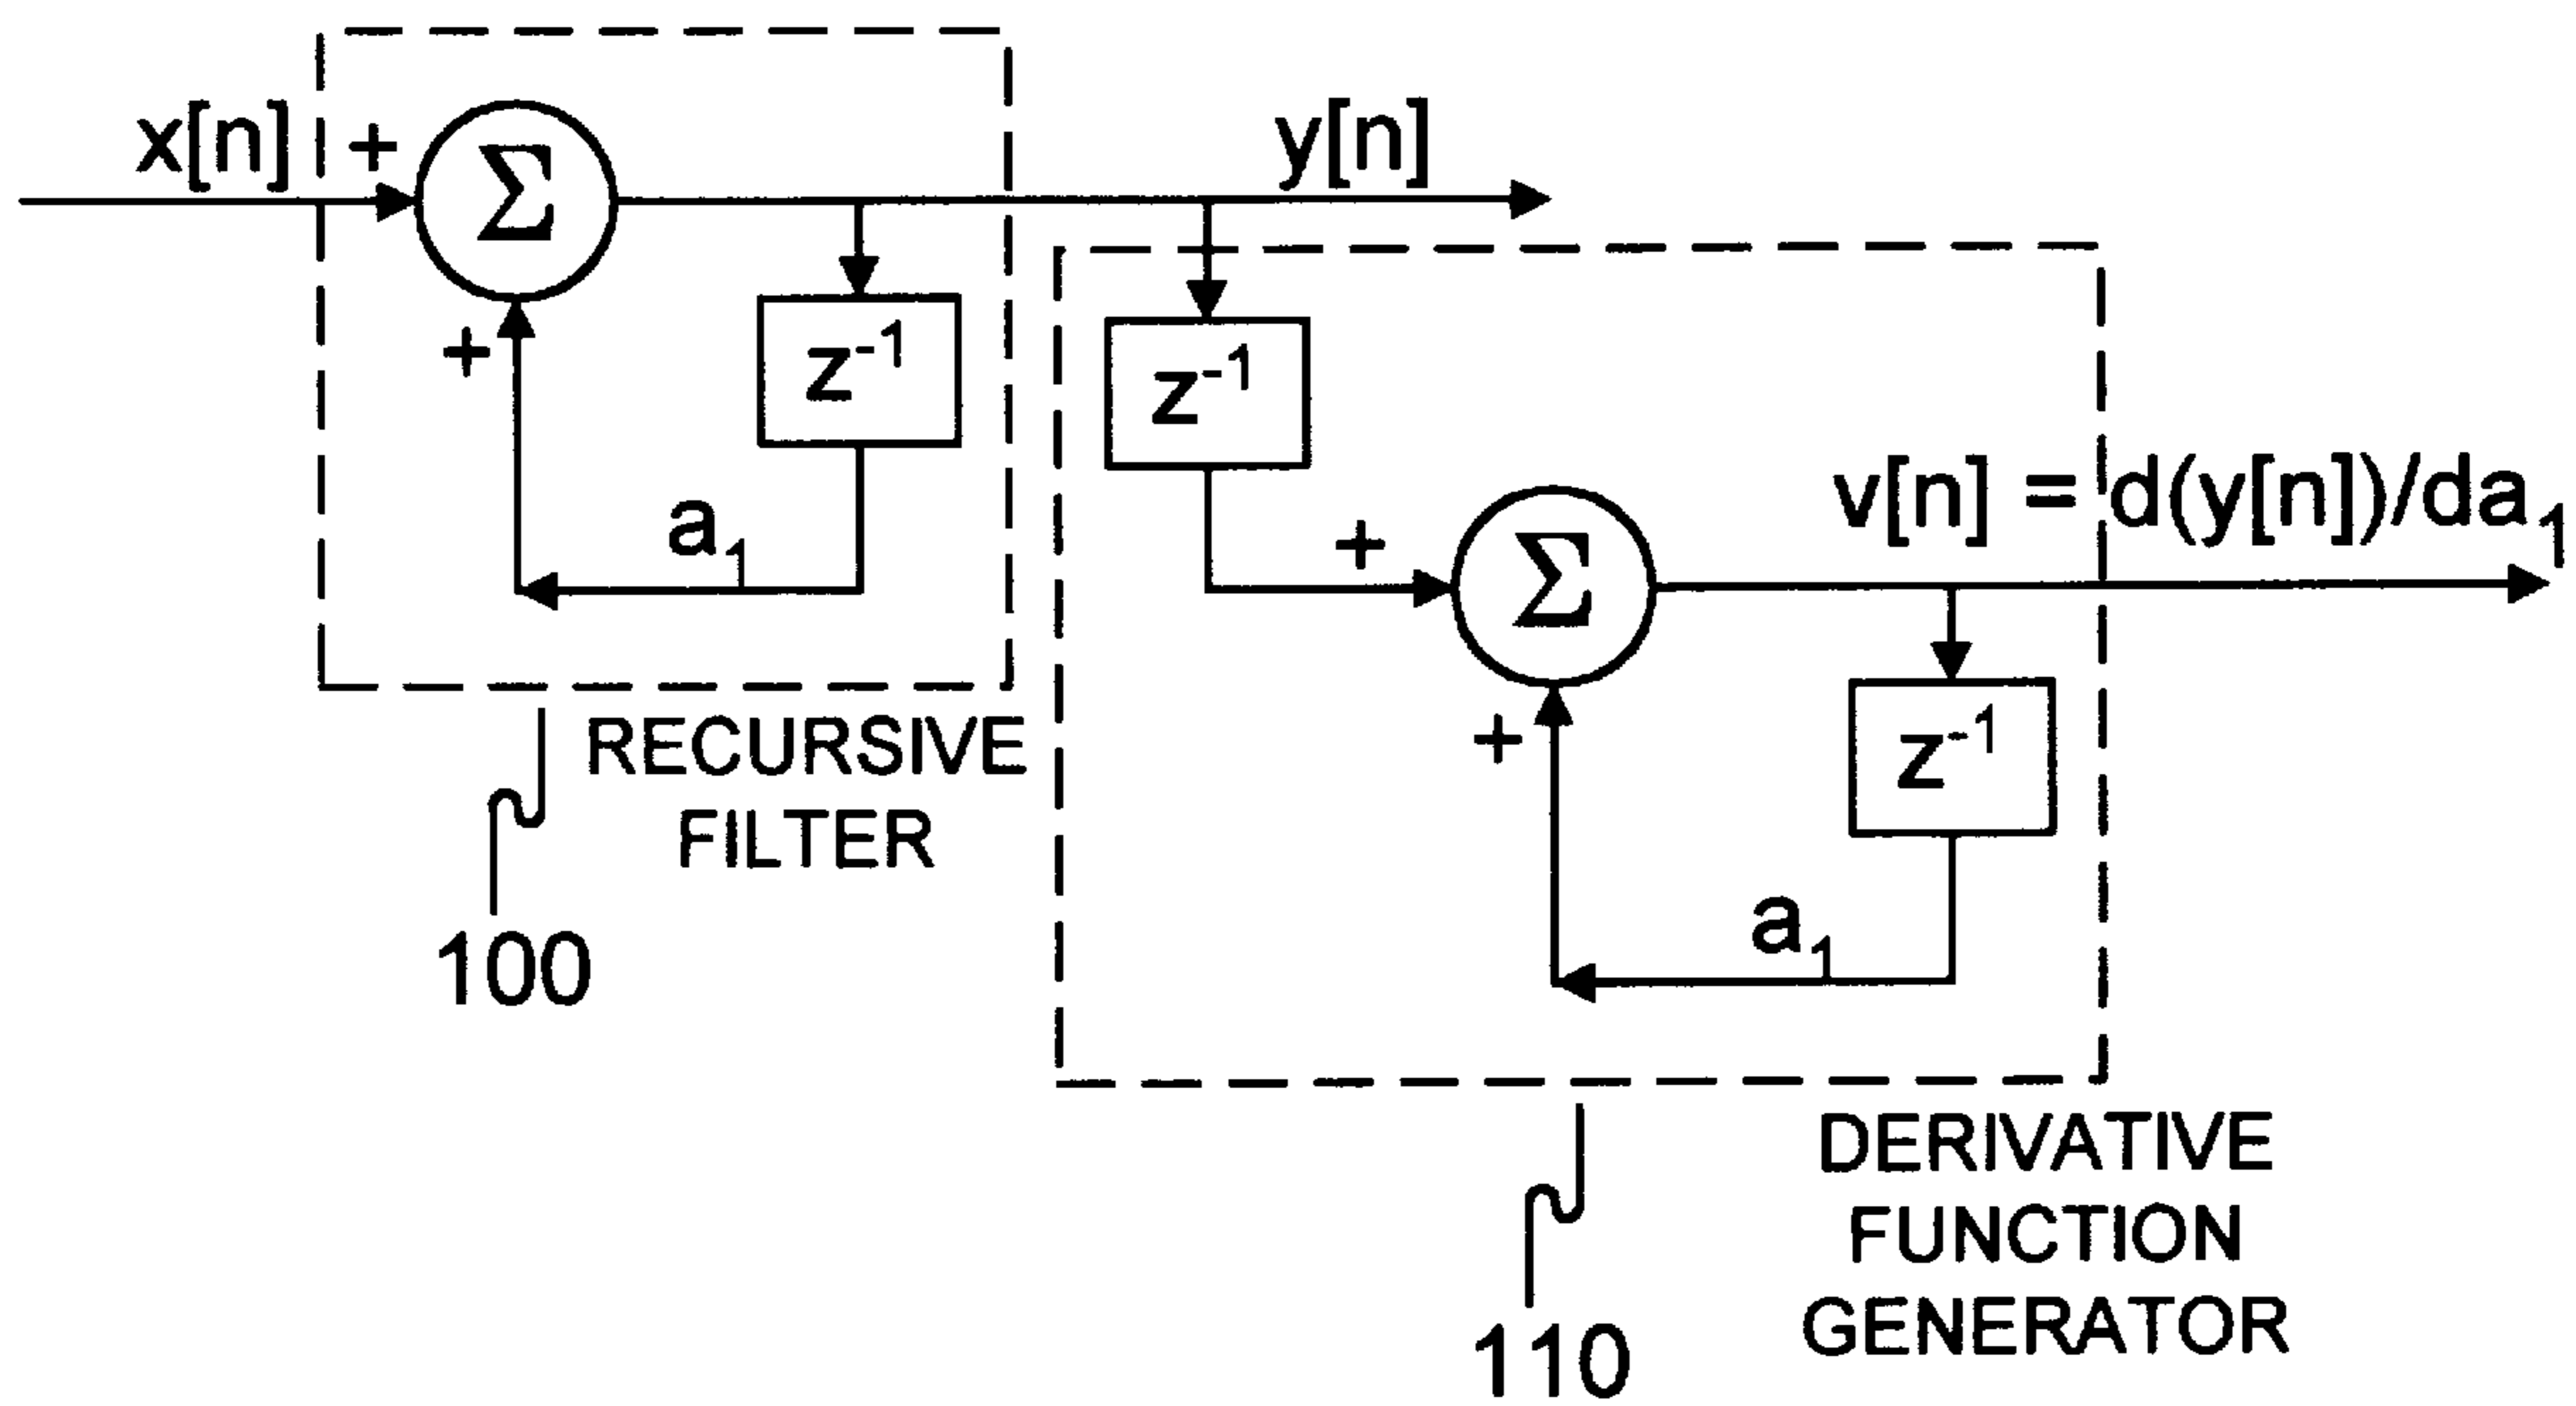 x[n]
+
Σ
y[n]
+
z⁻¹
z⁻¹
a₁
+
Σ
v[n] = d(y[n])/da₁
+
z⁻¹
a₁
RECURSIVE
FILTER
100
DERIVATIVE
FUNCTION
GENERATOR
110